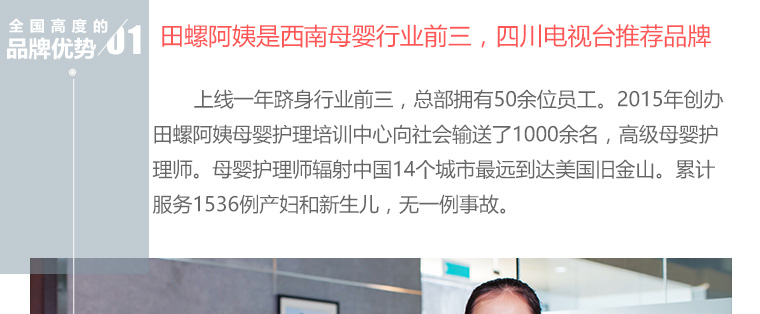 全国高度的
品牌优势 01
田螺阿姨是西南母婴行业前三，四川电视台推荐品牌
上线一年跻身行业前三，总部拥有50余位员工。2015年创办
田螺阿姨母婴护理培训中心向社会输送了1000余名，高级母婴护
理师。母婴护理师辐射中国14个城市最远到达美国旧金山。累计
服务1536例产妇和新生儿，无一例事故。